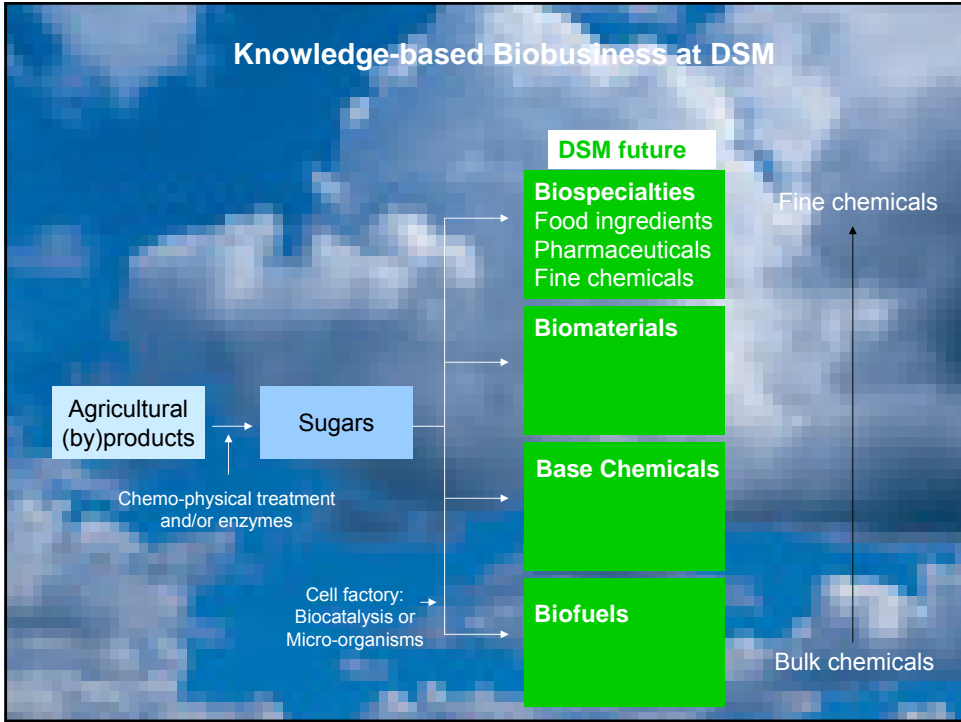 Knowledge-based Biobusiness at DSM
DSM future
Biospecialties
Food ingredients
Pharmaceuticals
Fine chemicals
Fine chemicals
Biomaterials
Agricultural
(by)products
Sugars
Chemo-physical treatment
and/or enzymes
Base Chemicals
Cell factory:
Biocatalysis or
Micro-organisms
Biofuels
Bulk chemicals